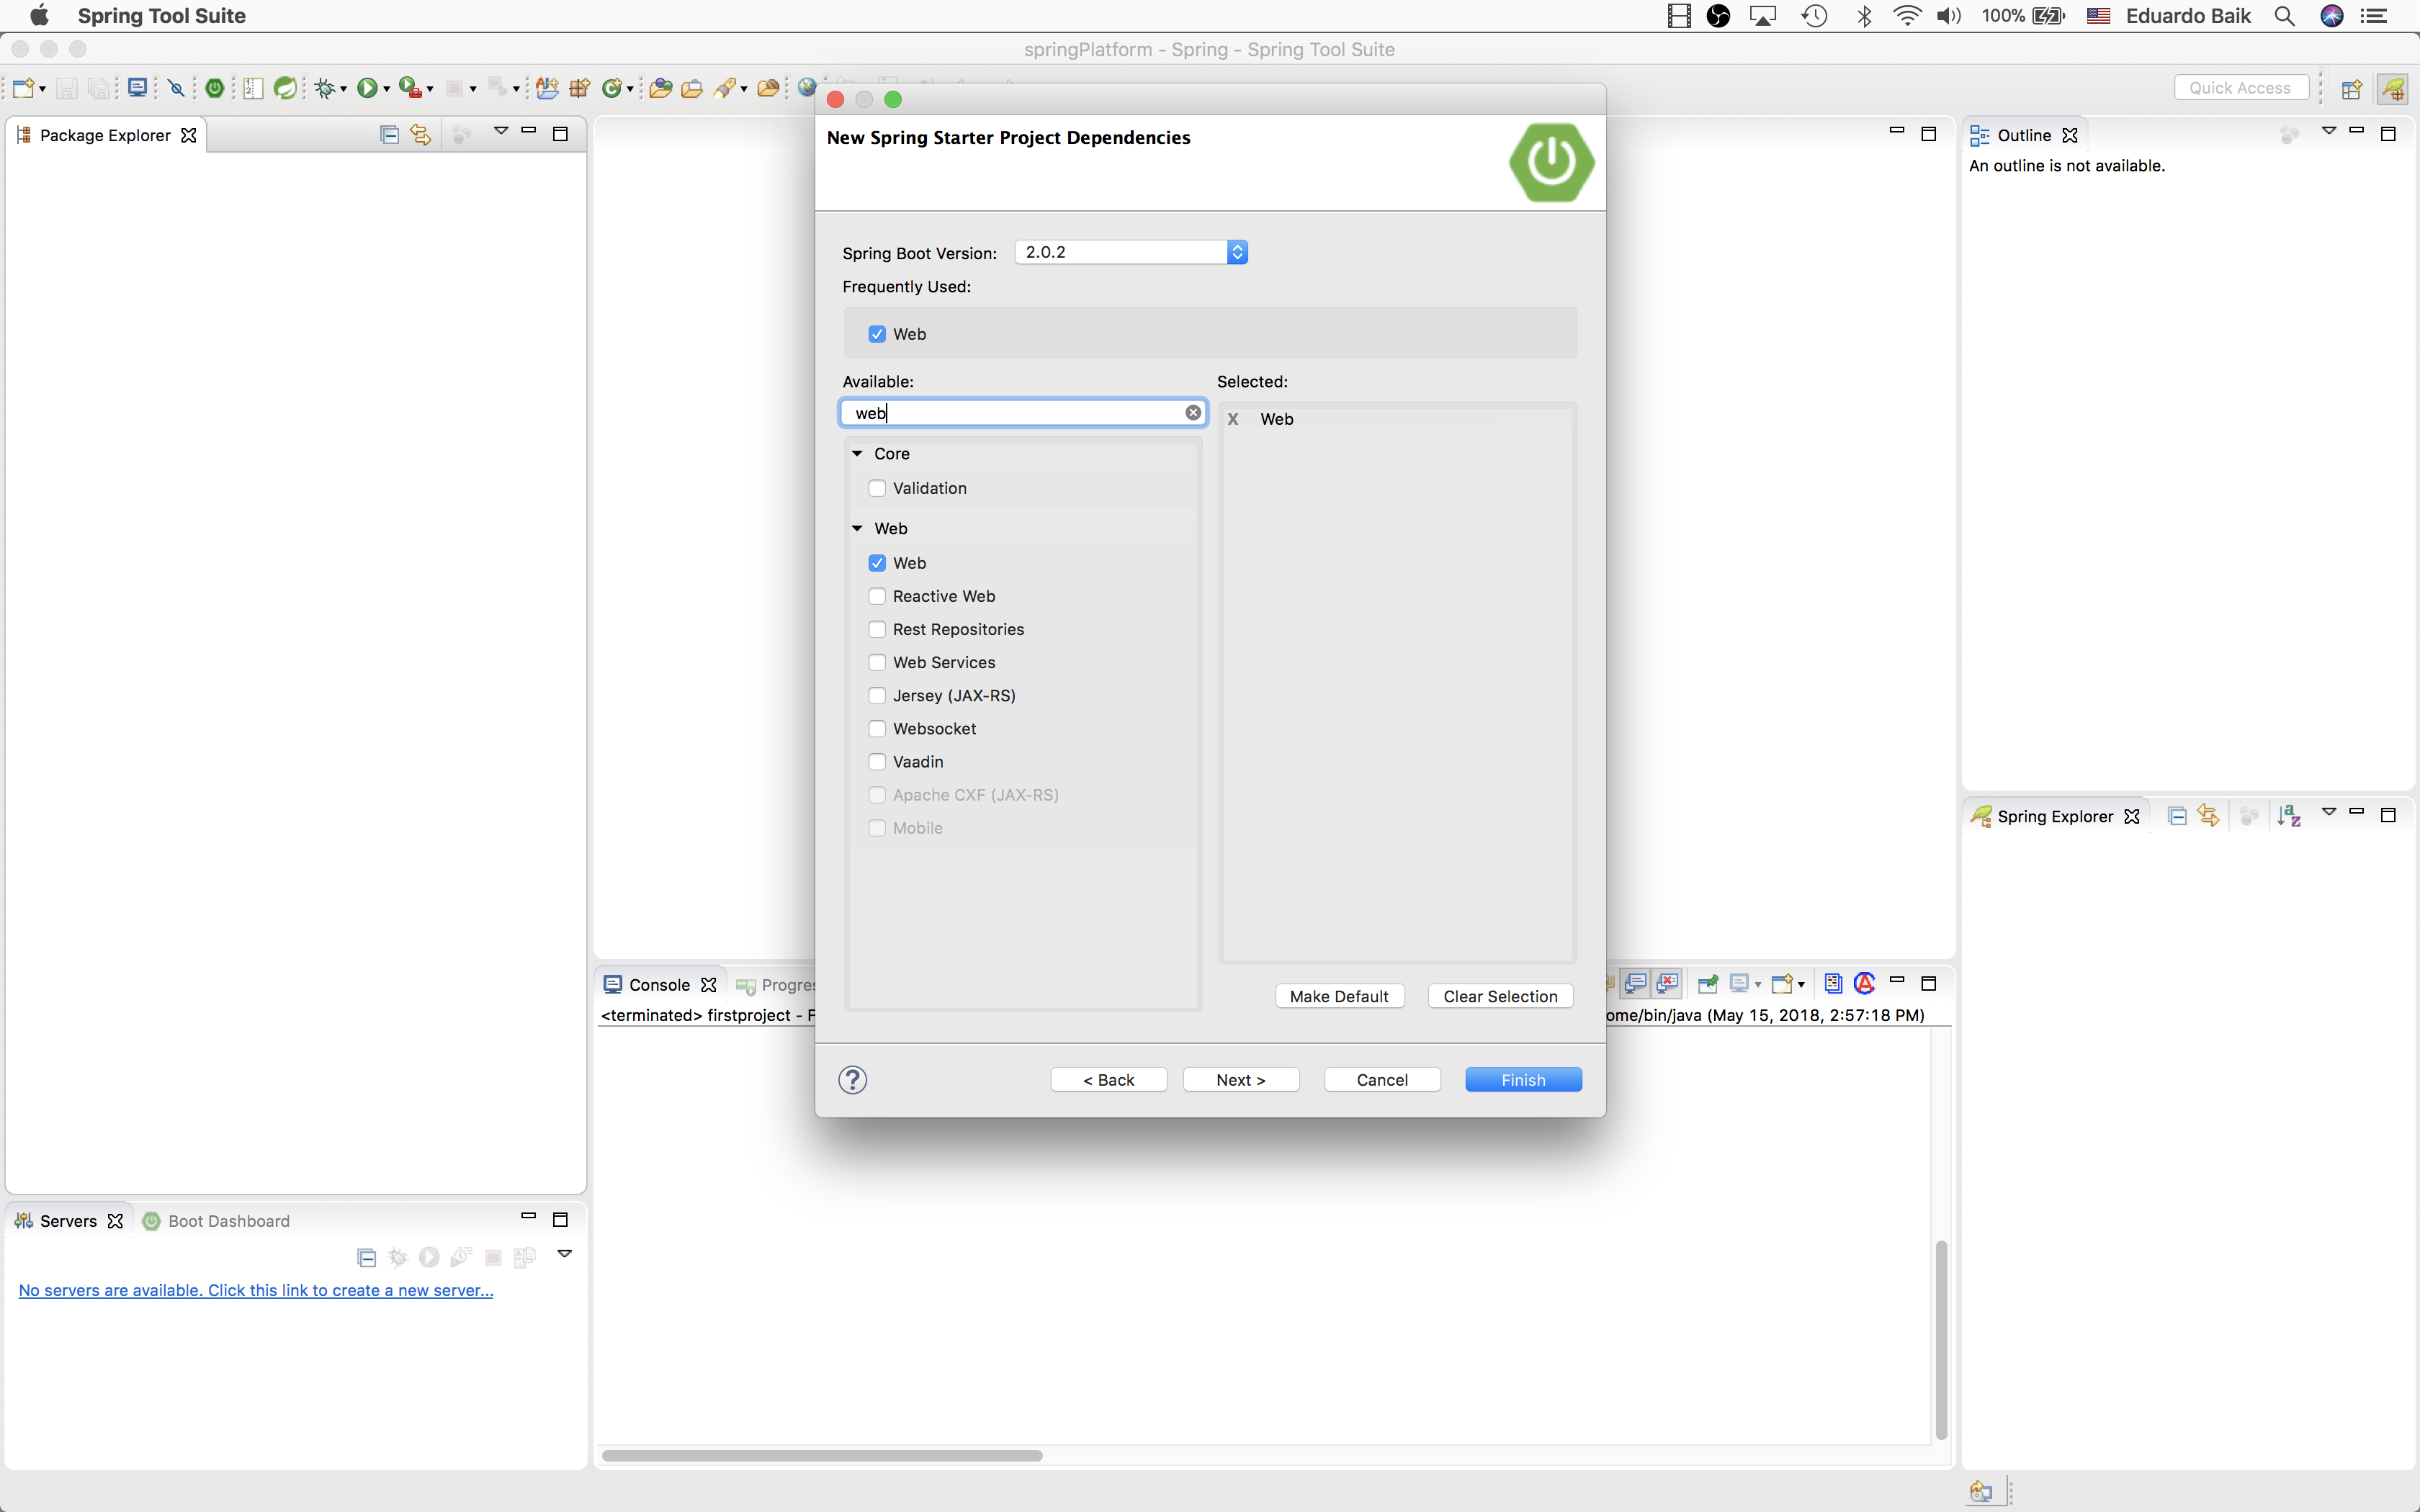 Spring Tool Suite
100%
Eduardo Baik
springPlatform - Spring - Spring Tool Suite
Quick Access
Package Explorer
New Spring Starter Project Dependencies
Outline
An outline is not available.
Spring Boot Version: 2.0.2
Frequently Used:
Web
Available:
Selected:
web
X Web
Core
Validation
Web
Web
Reactive Web
Rest Repositories
Web Services
Jersey (JAX-RS)
Websocket
Vaadin
Apache CXF (JAX-RS)
Mobile
Spring Explorer
Make Default
Clear Selection
Console
Progres
<terminated> firstproject - F
ome/bin/java (May 15, 2018, 2:57:18 PM)
?
< Back
Next >
Cancel
Finish
Servers
Boot Dashboard
No servers are available. Click this link to create a new server...